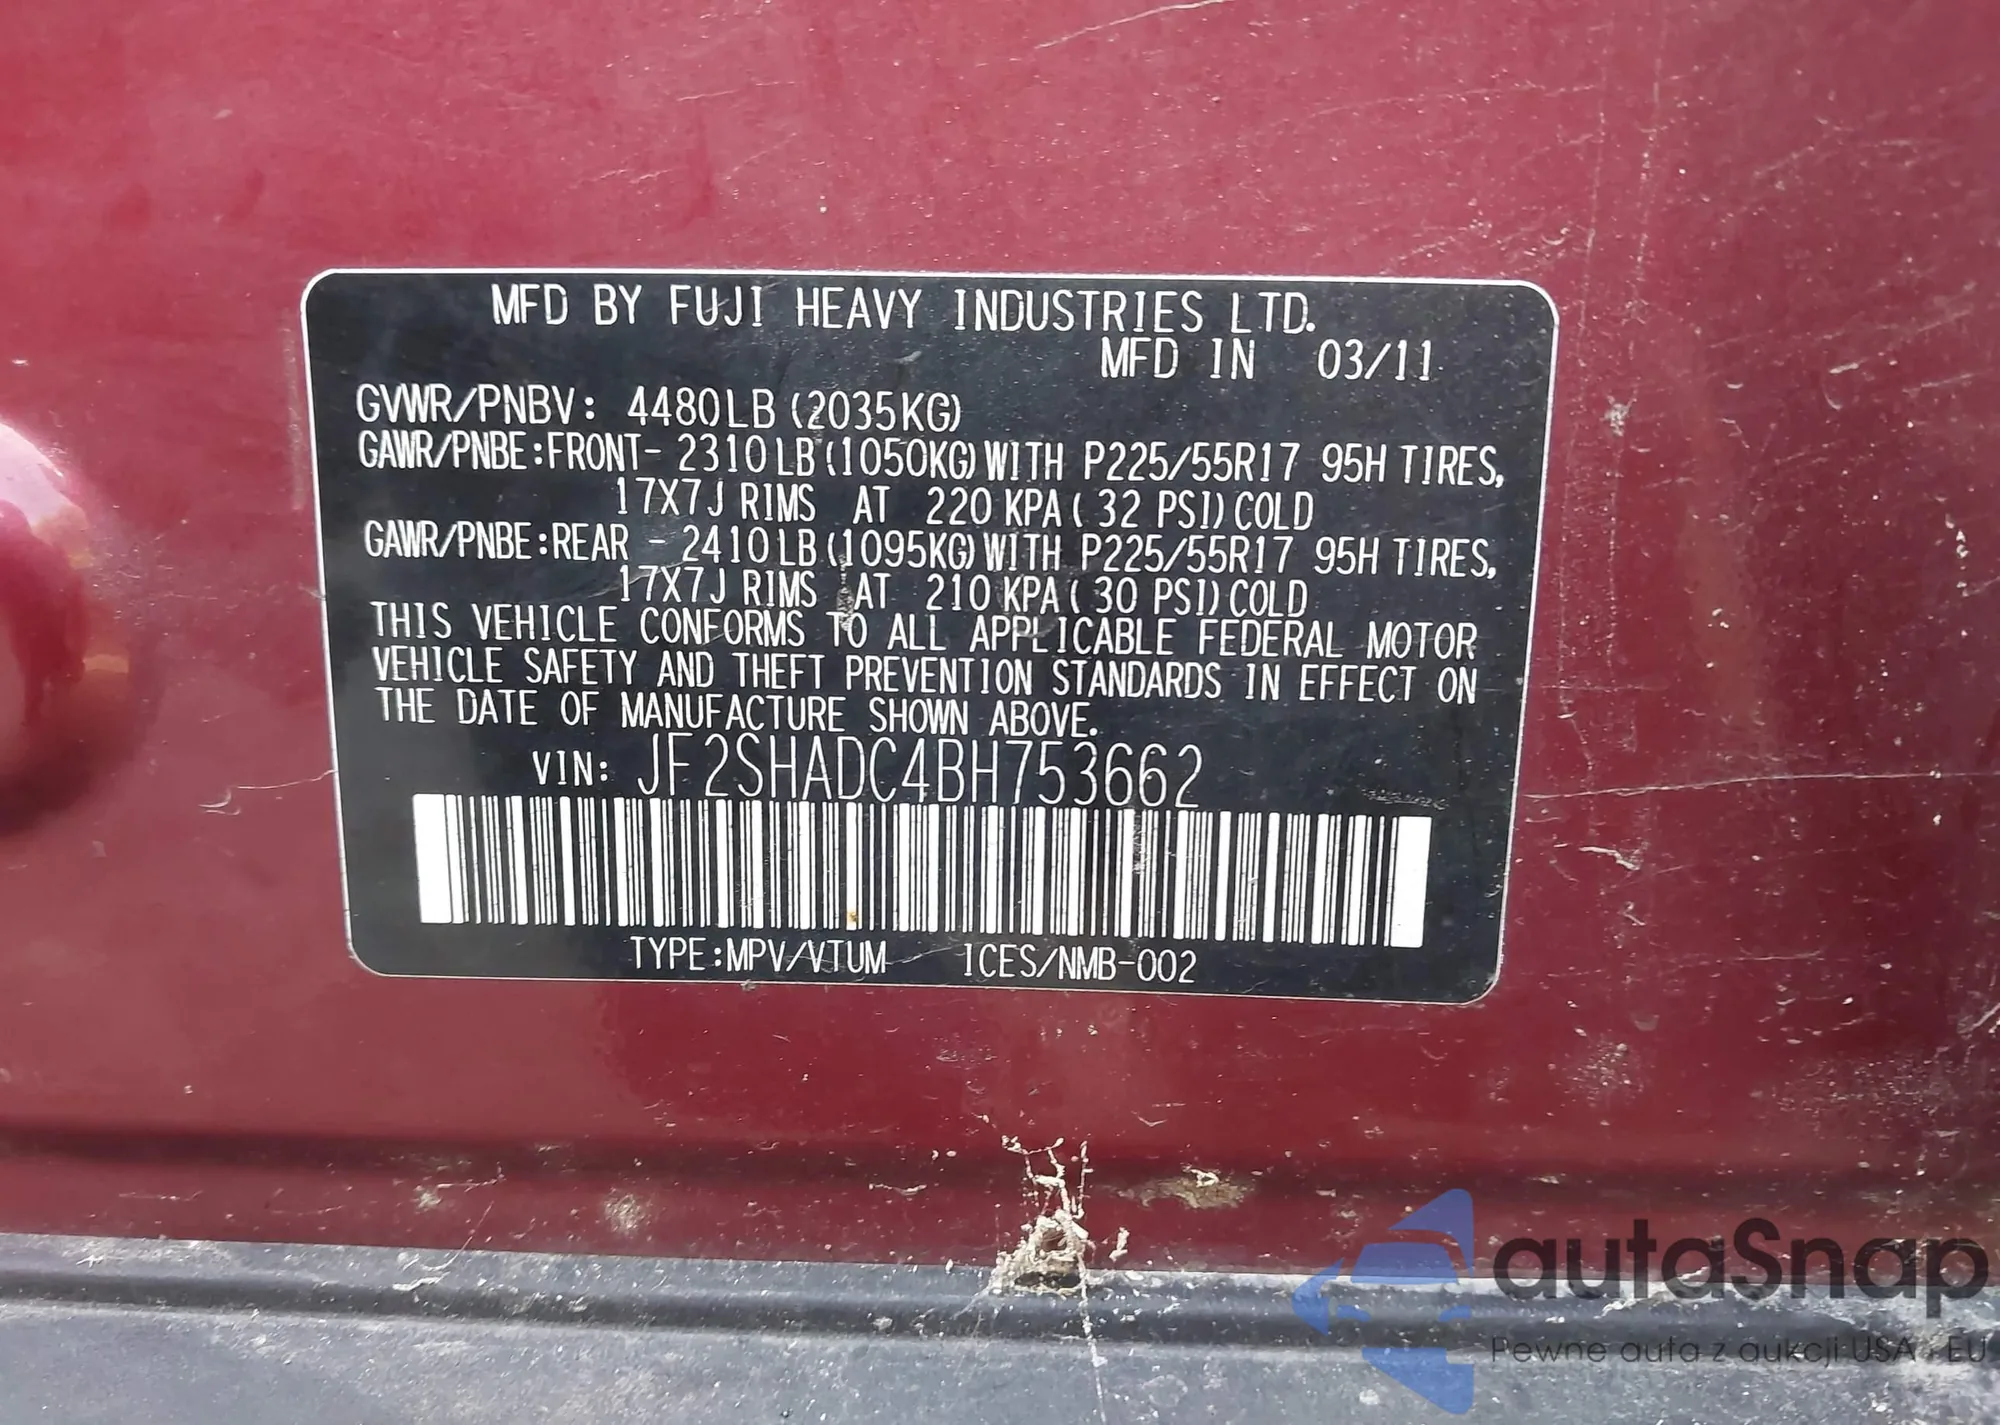 MFD BY FUJI HEAVY INDUSTRIES LTD.
MFD IN 03/11
GVWR/PNBV: 4480LB (2035KG)
GAWR/PNBE:FRONT- 2310LB(1050KG)WITH P225/55R17 95H TIRES,
17X7J RIMS AT 220 KPA( 32 PSI)COLD
GAWR/PNBE:REAR - 2410LB(1095KG)WITH P225/55R17 95H TIRES,
17X7J RIMS AT 210 KPA( 30 PSI)COLD
THIS VEHICLE CONFORMS TO ALL APPLICABLE FEDERAL MOTOR
VEHICLE SAFETY AND THEFT PREVENTION STANDARDS IN EFFECT ON
THE DATE OF MANUFACTURE SHOWN ABOVE.
VIN: JF2SHADC4BH753662
TYPE:MPV/VTUM ICES/NMB-002
autaSnap
Pewne auta z aukcji USA i EU